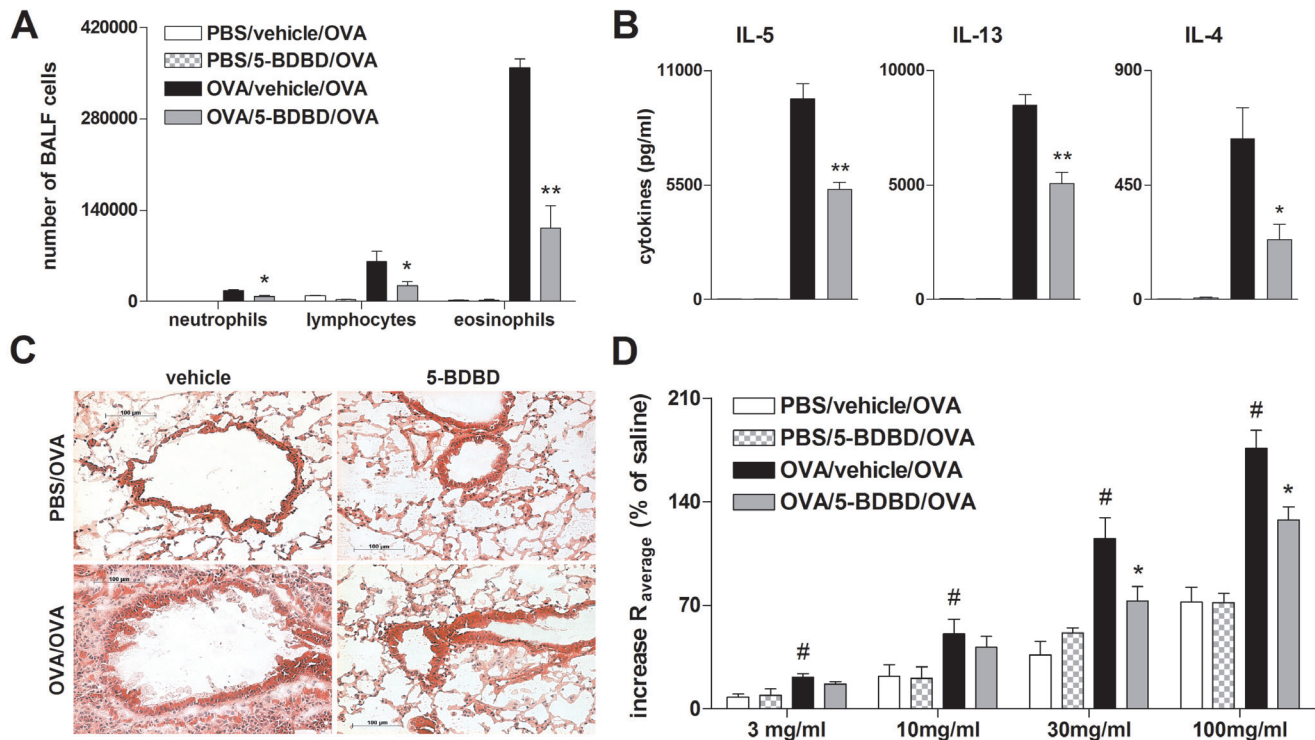 A
420000
280000
140000
0
number of BALF cells
PBS/vehicle/OVA
PBS/5-BDBD/OVA
OVA/vehicle/OVA
OVA/5-BDBD/OVA
*
*
**
neutrophils lymphocytes eosinophils
B
cytokines (pg/ml)
IL-5
11000
5500
0
**
IL-13
10000
5000
0
**
IL-4
900
450
0
*
C
vehicle 5-BDBD
PBS/OVA
OVA/OVA
100 µm
100 µm
100 µm
100 µm
D
increase R average (% of saline)
210
140
70
0
PBS/vehicle/OVA
PBS/5-BDBD/OVA
OVA/vehicle/OVA
OVA/5-BDBD/OVA
#
#
#
*
#
*
3 mg/ml 10mg/ml 30mg/ml 100mg/ml